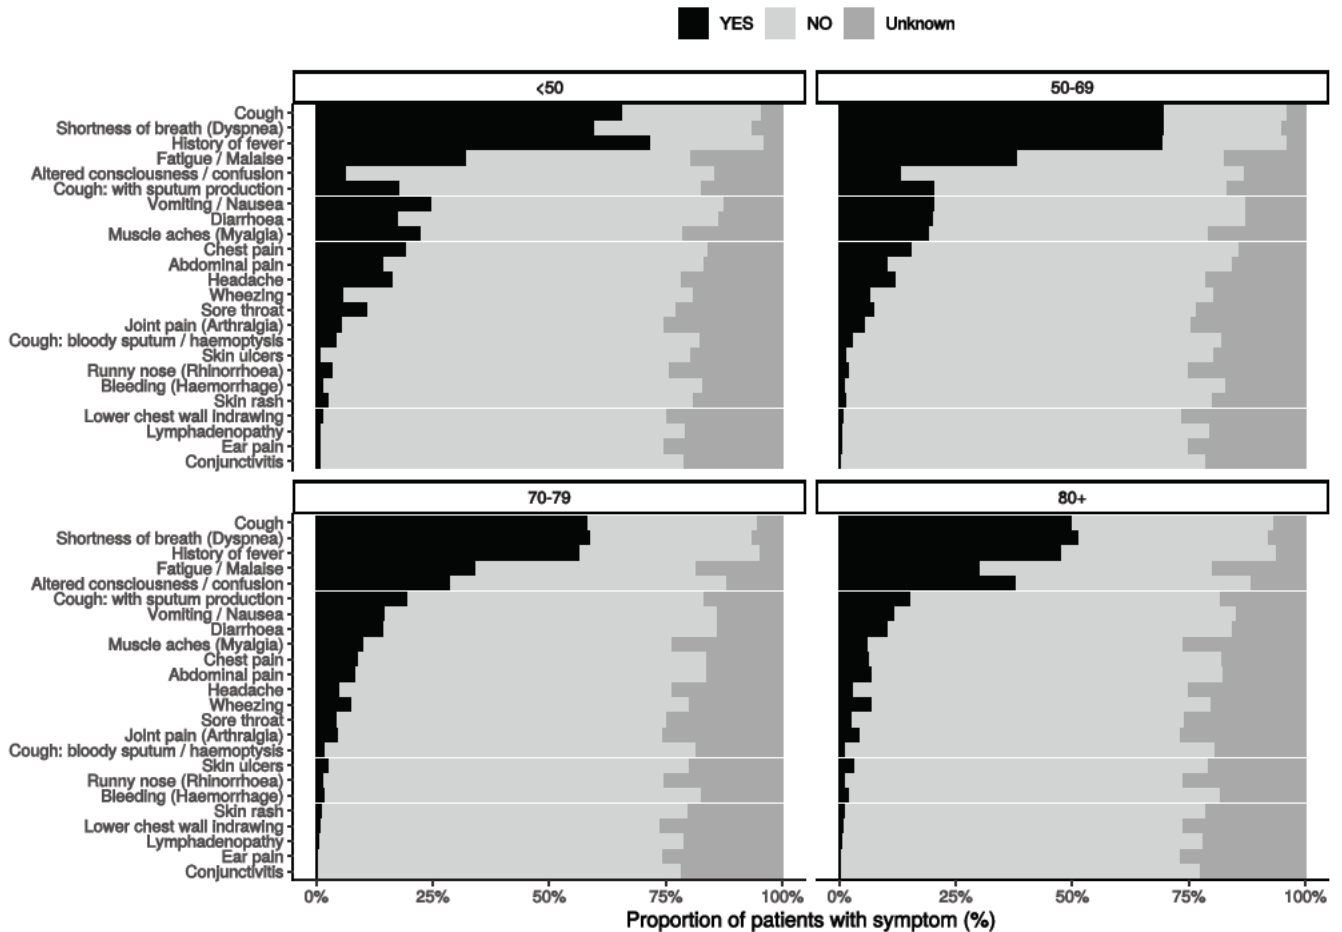 YES NO Unknown
<50 50-69
Cough
Shortness of breath (Dyspnea)
History of fever
Fatigue / Malaise
Altered consciousness / confusion
Cough: with sputum production
Vomiting / Nausea
Diarrhoea
Muscle aches (Myalgia)
Chest pain
Abdominal pain
Headache
Wheezing
Sore throat
Joint pain (Arthralgia)
Cough: bloody sputum / haemoptysis
Skin ulcers
Runny nose (Rhinorrhoea)
Bleeding (Haemorrhage)
Skin rash
Lower chest wall indrawing
Lymphadenopathy
Ear pain
Conjunctivitis
70-79 80+
Cough
Shortness of breath (Dyspnea)
History of fever
Fatigue / Malaise
Altered consciousness / confusion
Cough: with sputum production
Vomiting / Nausea
Diarrhoea
Muscle aches (Myalgia)
Chest pain
Abdominal pain
Headache
Wheezing
Sore throat
Joint pain (Arthralgia)
Cough: bloody sputum / haemoptysis
Skin ulcers
Runny nose (Rhinorrhoea)
Bleeding (Haemorrhage)
Skin rash
Lower chest wall indrawing
Lymphadenopathy
Ear pain
Conjunctivitis
0% 25% 50% 75% 100% 0% 25% 50% 75% 100%
Proportion of patients with symptom (%)